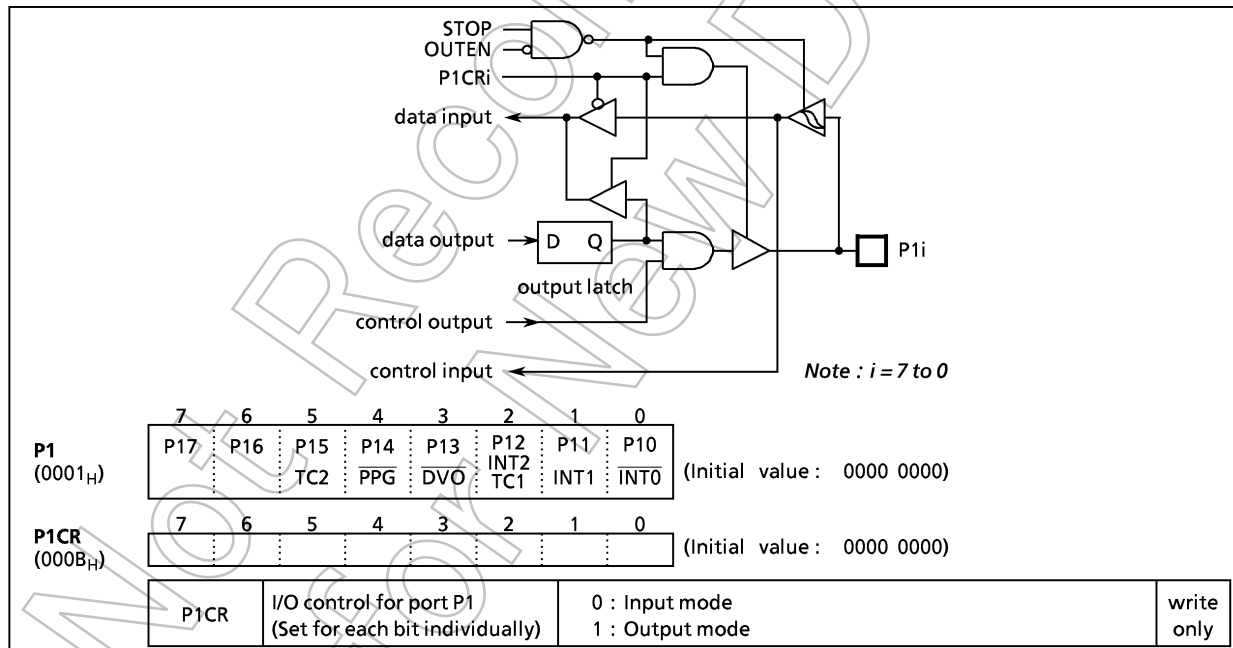 STOP
OUTEN
P1CRi
data input
data output
D Q
P1i
output latch
control output
control input
Note : i = 7 to 0
7 6 5 4 3 2 1 0
P1
(0001H)
P17 P16 P15 P14 P13 P12 P11 P10
TC2 PPG DVO INT2 TC1 INT1 INT0
(Initial value : 0000 0000)
7 6 5 4 3 2 1 0
P1CR
(000BH)
(Initial value : 0000 0000)
P1CR
I/O control for port P1
(Set for each bit individually)
0 : Input mode
1 : Output mode
write
only
Not Recom
for New D